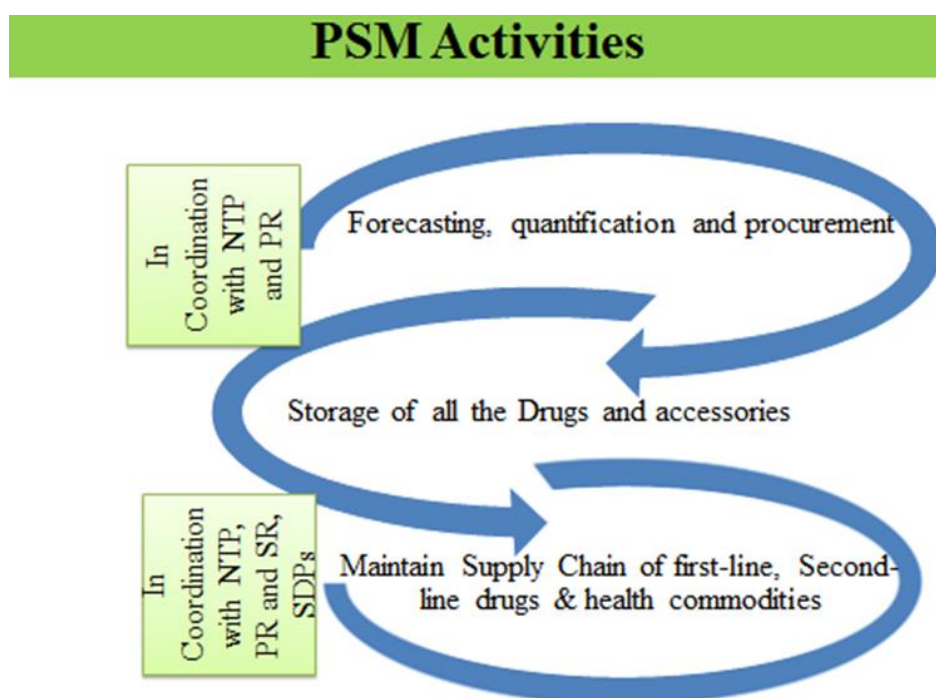 PSM Activities
In
Coordination
with NTP
and PR
Forecasting, quantification and procurement
Storage of all the Drugs and accessories
In
Coordination
with NTP,
PR and SR,
SDPs
Maintain Supply Chain of first-line, Second-
line drugs & health commodities